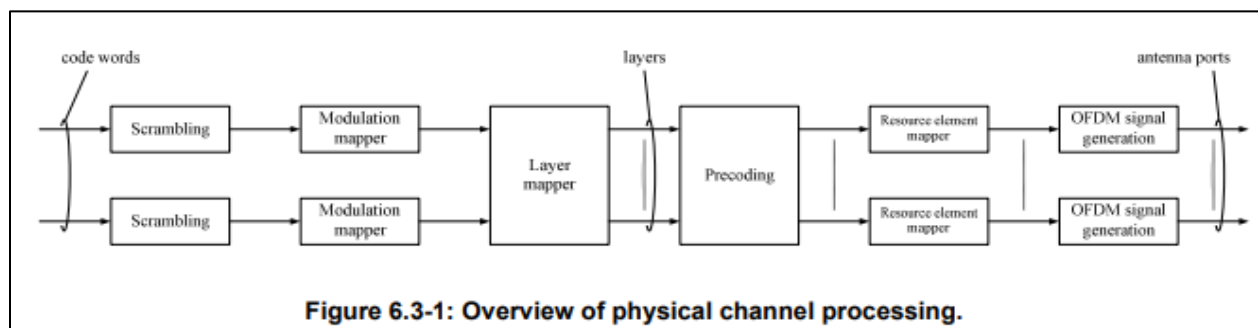 code words
layers
antenna ports
Scrambling
Modulation
mapper
Layer
mapper
Precoding
Resource element
mapper
OFDM signal
generation
Scrambling
Modulation
mapper
Resource element
mapper
OFDM signal
generation
Figure 6.3-1: Overview of physical channel processing.